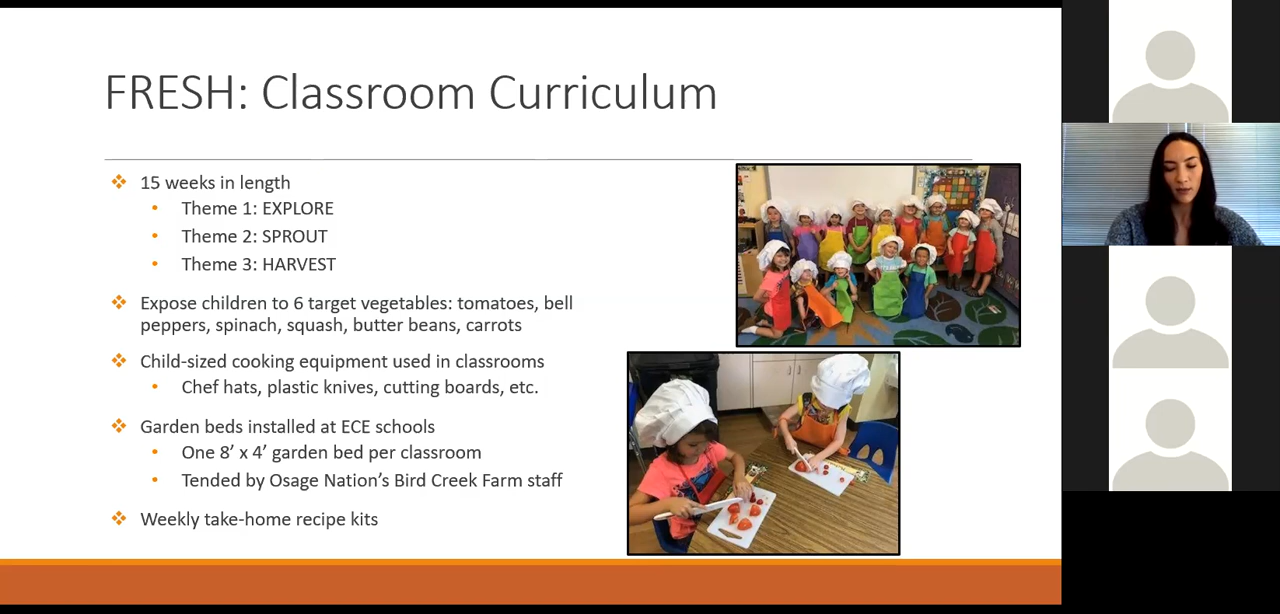 FRESH: Classroom Curriculum
15 weeks in length
Theme 1: EXPLORE
Theme 2: SPROUT
Theme 3: HARVEST
Expose children to 6 target vegetables: tomatoes, bell
peppers, spinach, squash, butter beans, carrots
Child-sized cooking equipment used in classrooms
Chef hats, plastic knives, cutting boards, etc.
Garden beds installed at ECE schools
One 8’ x 4’ garden bed per classroom
Tended by Osage Nation’s Bird Creek Farm staff
Weekly take-home recipe kits